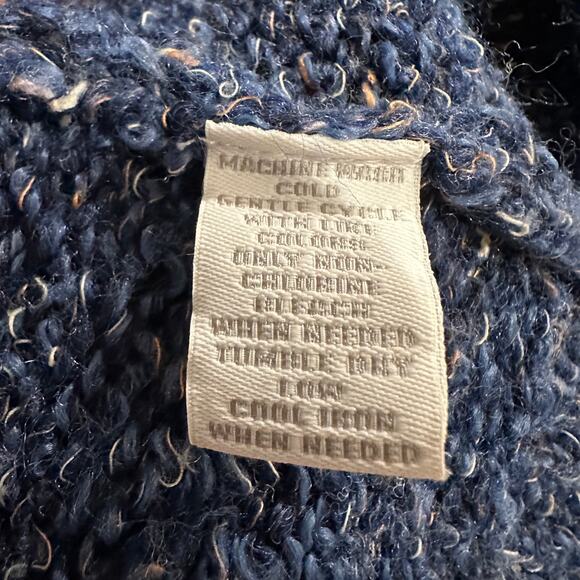 MACHINE WASH
COLD
GENTLE CYCLE
WITH LIKE
COLORS
ONLY NON-
CHLORINE
BLEACH
WHEN NEEDED
TUMBLE DRY
LOW
COOL IRON
WHEN NEEDED